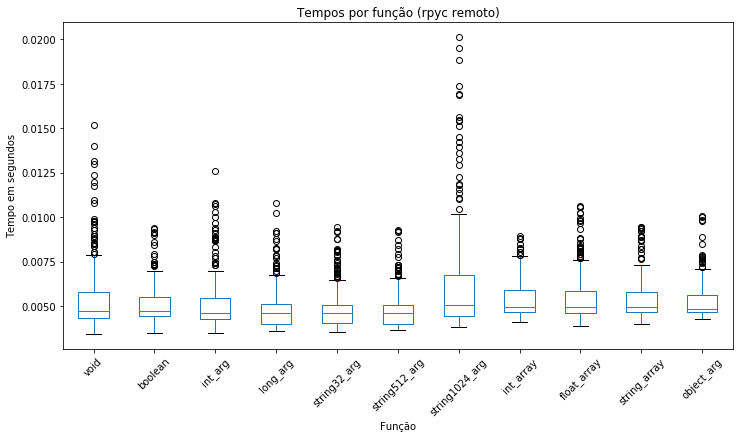 Tempos por função (rpyc remoto)
Tempo em segundos
0.0200
0.0175
0.0150
0.0125
0.0100
0.0075
0.0050
void
boolean
int_arg
long_arg
string32_arg
string512_arg
string1024_arg
int_array
float_array
string_array
object_arg
Função